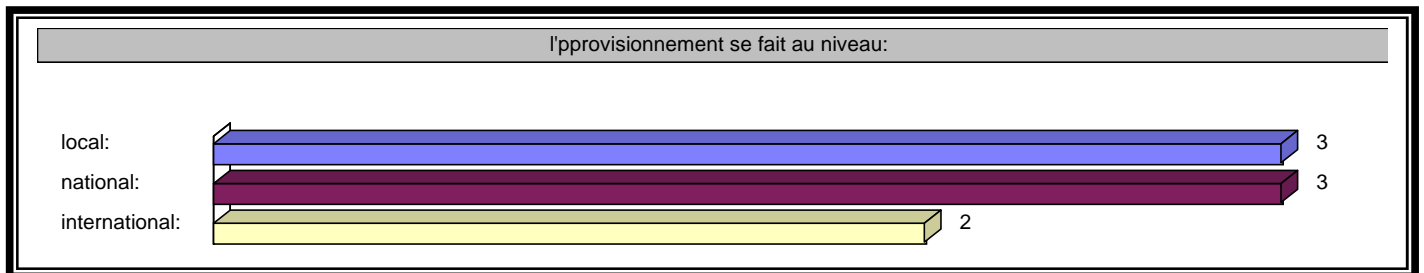 l'pprovisionnement se fait au niveau:
local: 3
national: 3
international: 2